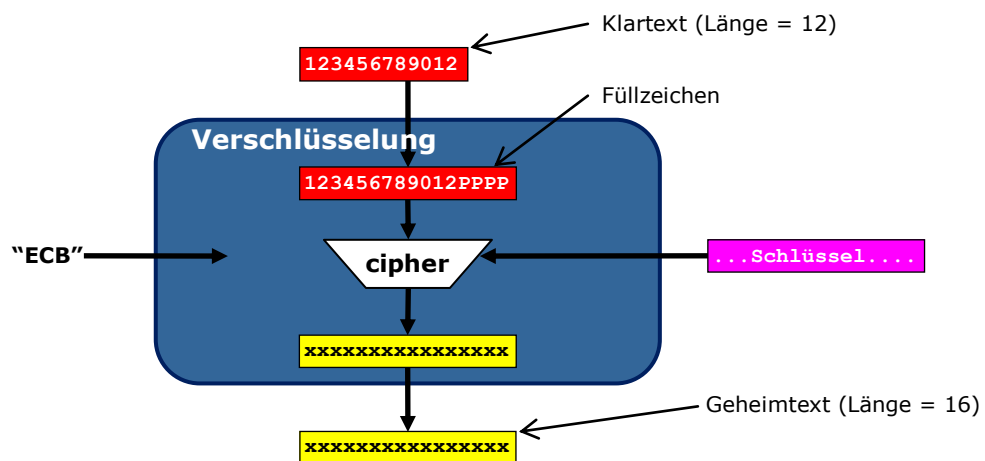 Klartext (Länge = 12)
123456789012
Füllzeichen
Verschlüsselung
123456789012PPPP
“ECB”
cipher
...Schlüssel....
xxxxxxxxxxxxxxxx
Geheimtext (Länge = 16)
xxxxxxxxxxxxxxxx